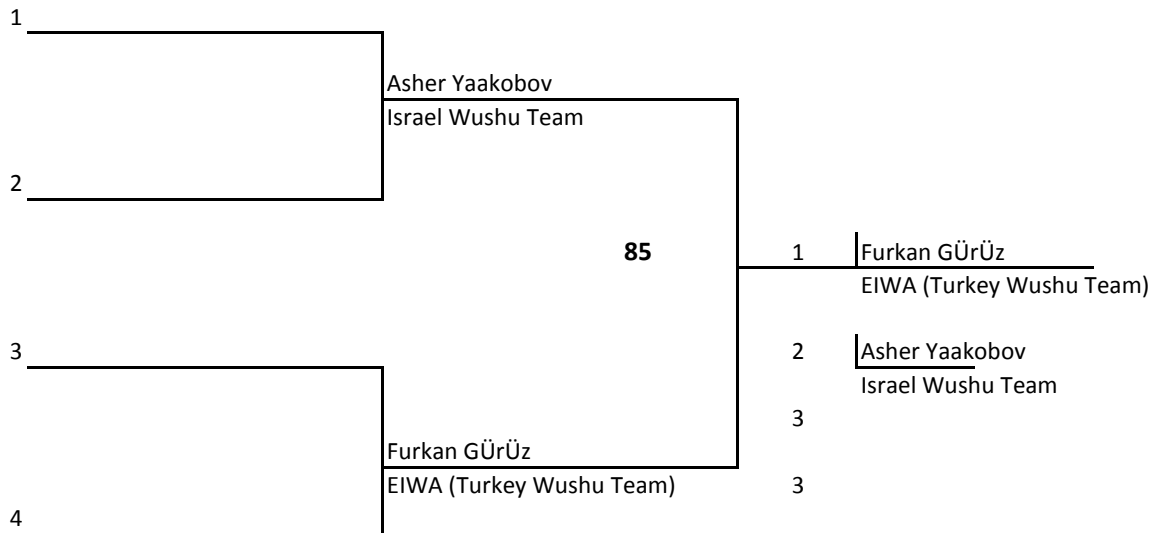 1
Asher Yaakobov
Israel Wushu Team
2
85
1 Furkan GÜrÜz
EIWA (Turkey Wushu Team)
3
2 Asher Yaakobov
Israel Wushu Team
3
Furkan GÜrÜz
EIWA (Turkey Wushu Team)
3
4